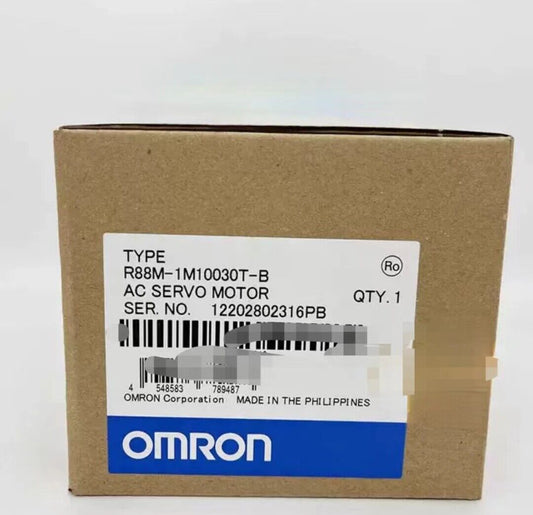 TYPE
R88M-1M10030T-B
Ro
AC SERVO MOTOR QTY. 1
SER. NO. 12202802316PB
4 548583 789487
OMRON Corporation MADE IN THE PHILIPPINES
OMRON